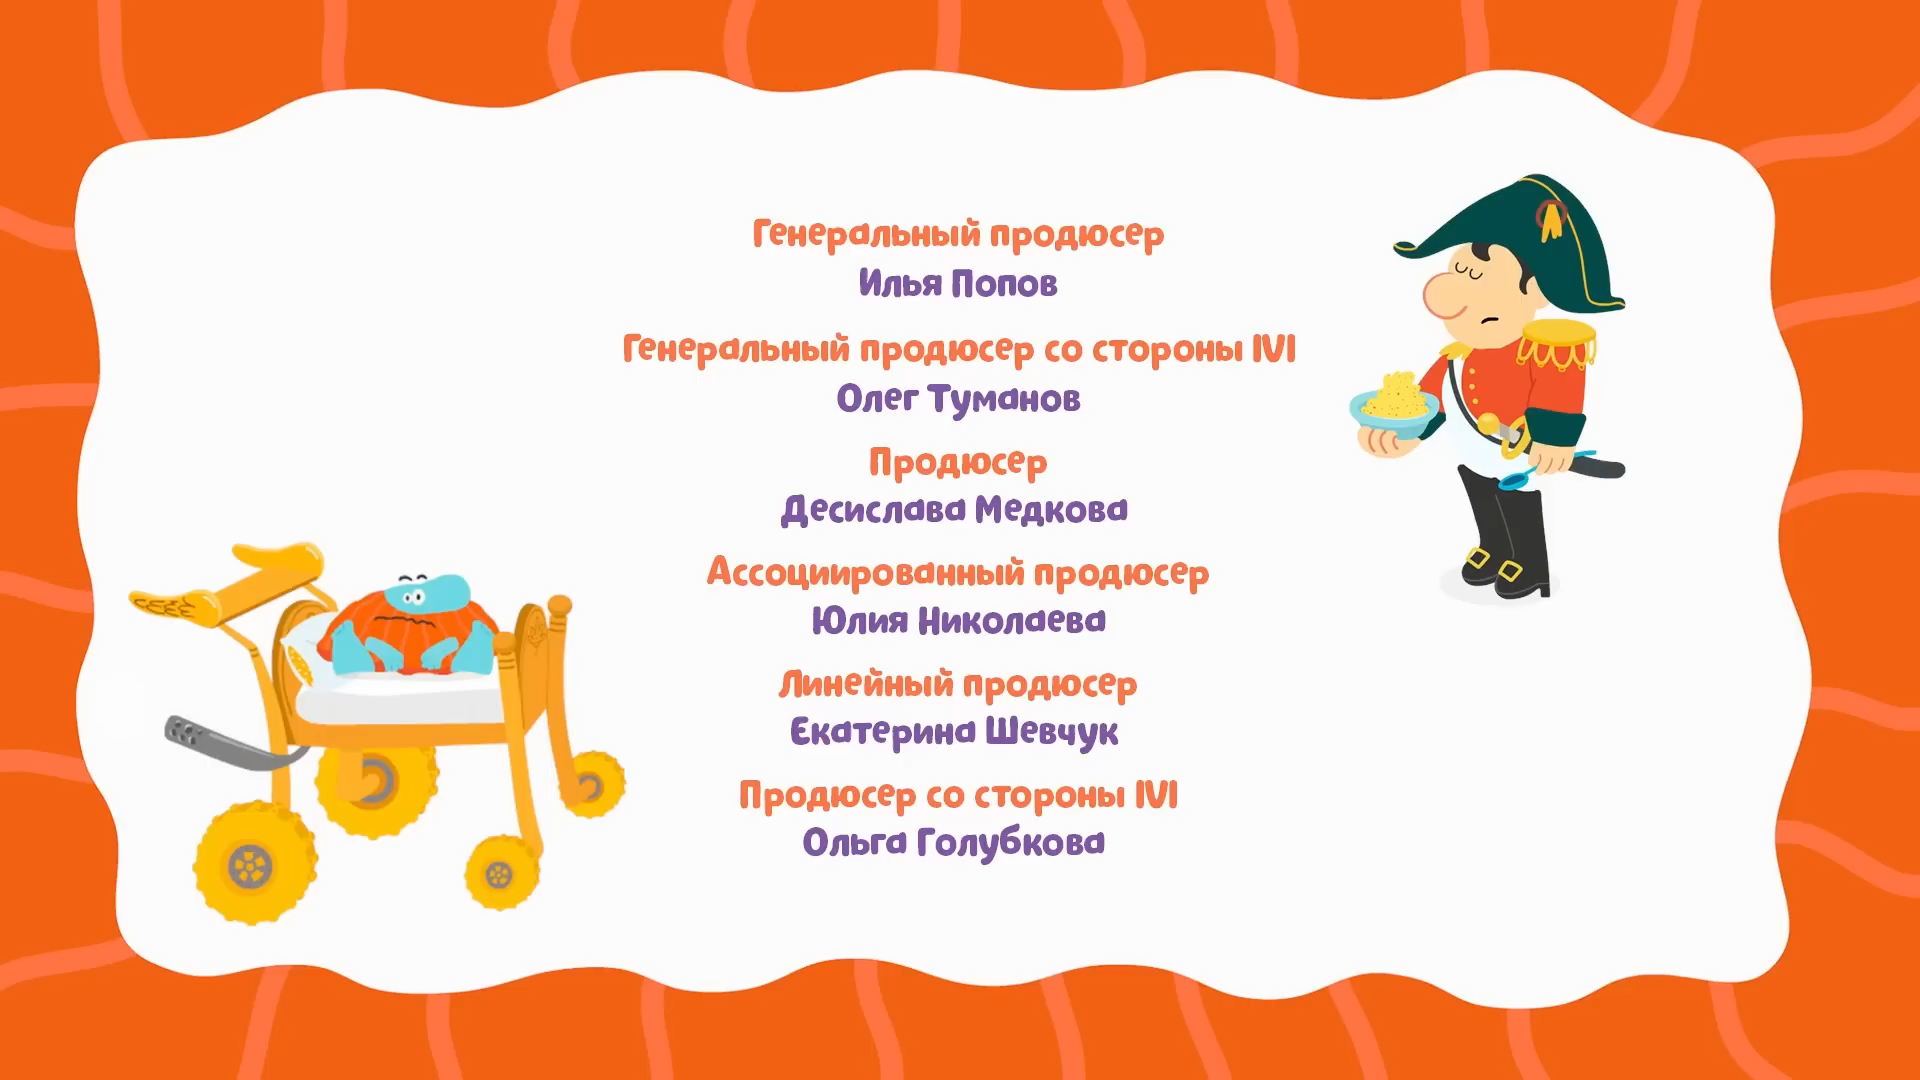 Генеральный продюсер
Илья Попов
Генеральный продюсер со стороны IVI
Олег Туманов
Продюсер
Десислава Медкова
Ассоциированный продюсер
Юлия Николаева
Линейный продюсер
Екатерина Шевчук
Продюсер со стороны IVI
Ольга Голубкова